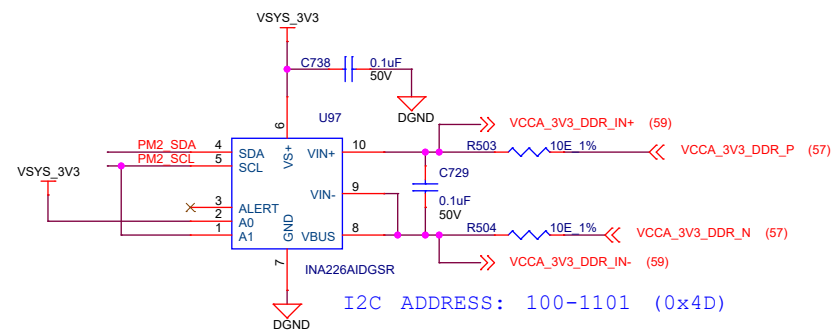 VSYS_3V3
C738 0.1uF
50V
DGND
U97
VCCA_3V3_DDR_IN+ (59)
PM2_SDA 4 SDA VS+ 6 VIN+ 10 R503 10E_1% VCCA_3V3_DDR_P (57)
PM2_SCL 5 SCL
VSYS_3V3
C729
VIN- 9
0.1uF
50V
3 ALERT
2 A0
1 A1
GND 7
VBUS 8 R504 10E_1% VCCA_3V3_DDR_N (57)
VCCA_3V3_DDR_IN- (59)
INA226AIDGSR
I2C ADDRESS: 100-1101 (0x4D)
DGND